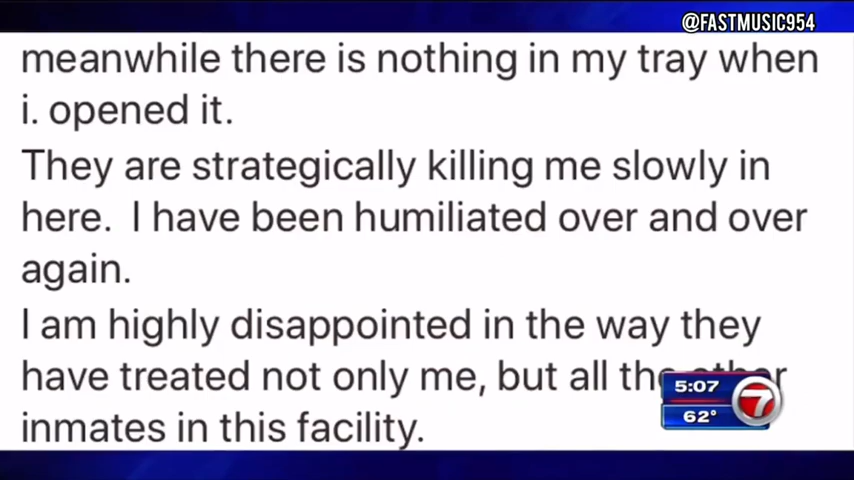 @FASTMUSIC954
meanwhile there is nothing in my tray when
i. opened it.
They are strategically killing me slowly in
here. I have been humiliated over and over
again.
I am highly disappointed in the way they
have treated not only me, but all the other
inmates in this facility.
5:07
7
62°